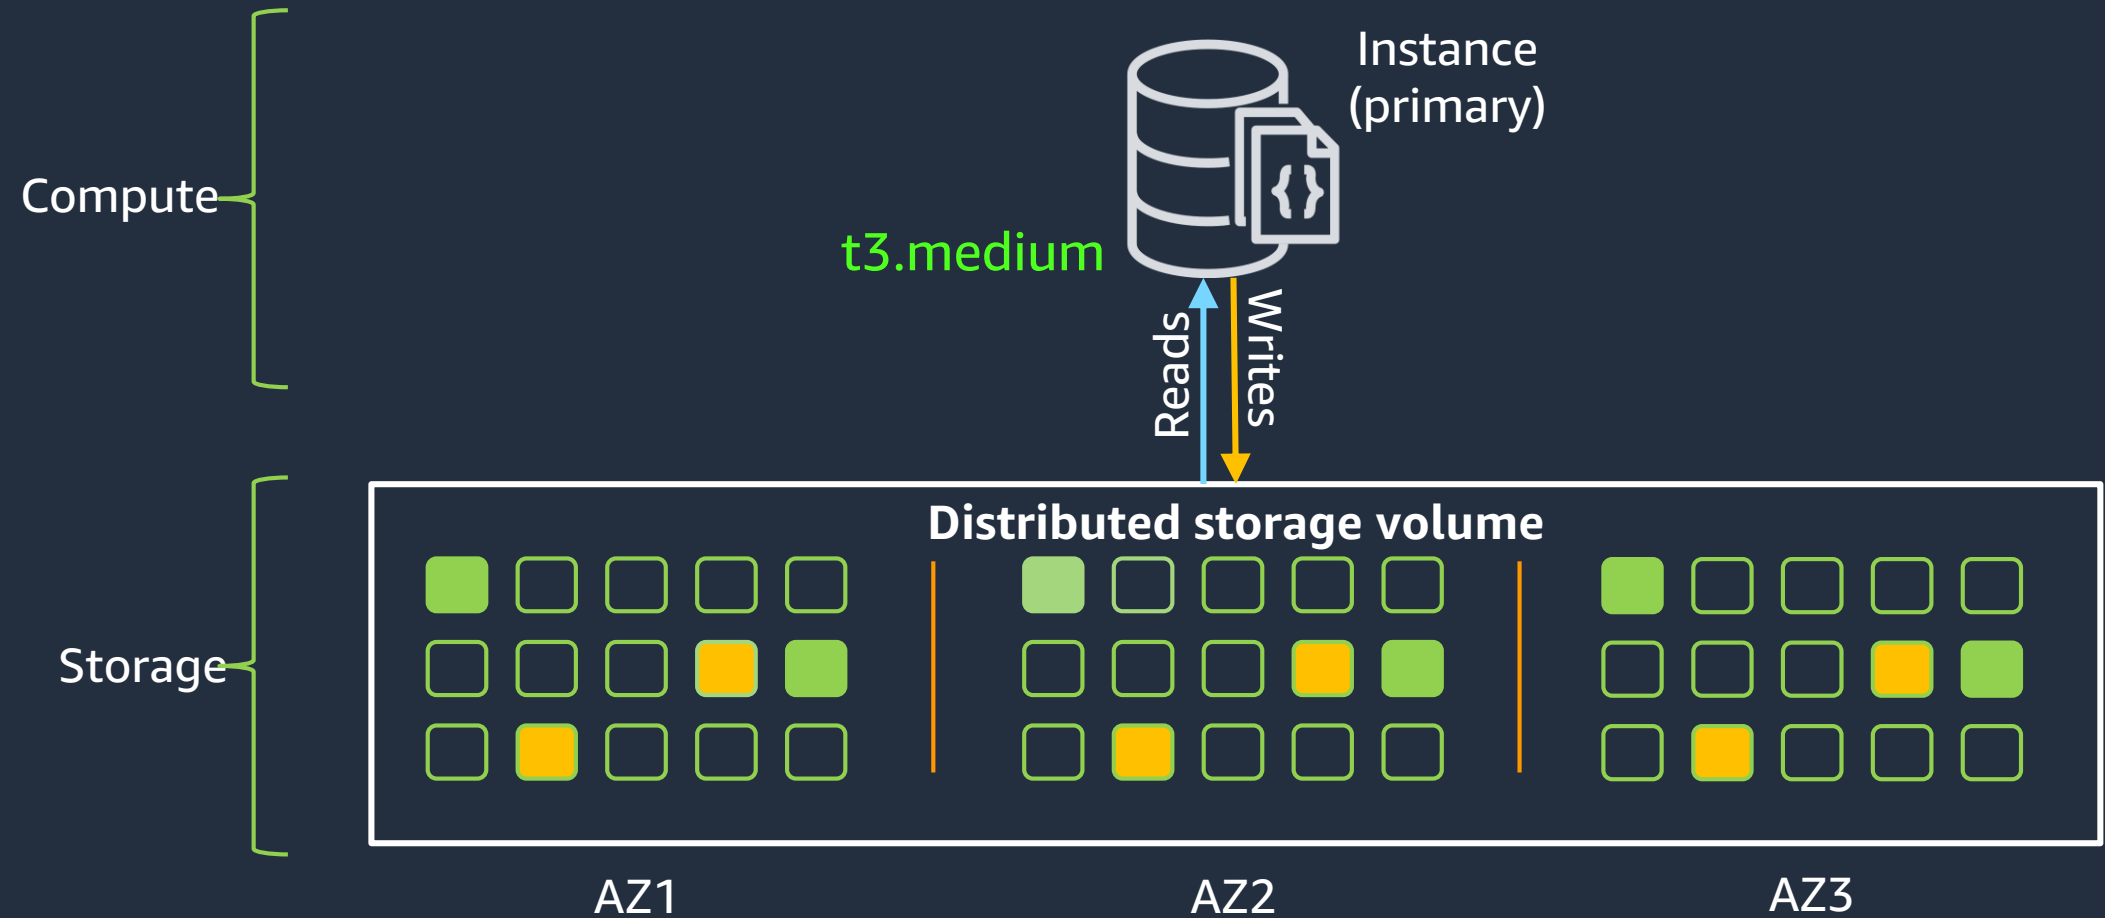 Instance
(primary)
Compute
t3.medium
{}
Reads
Writes
Distributed storage volume
Storage
AZ1
AZ2
AZ3